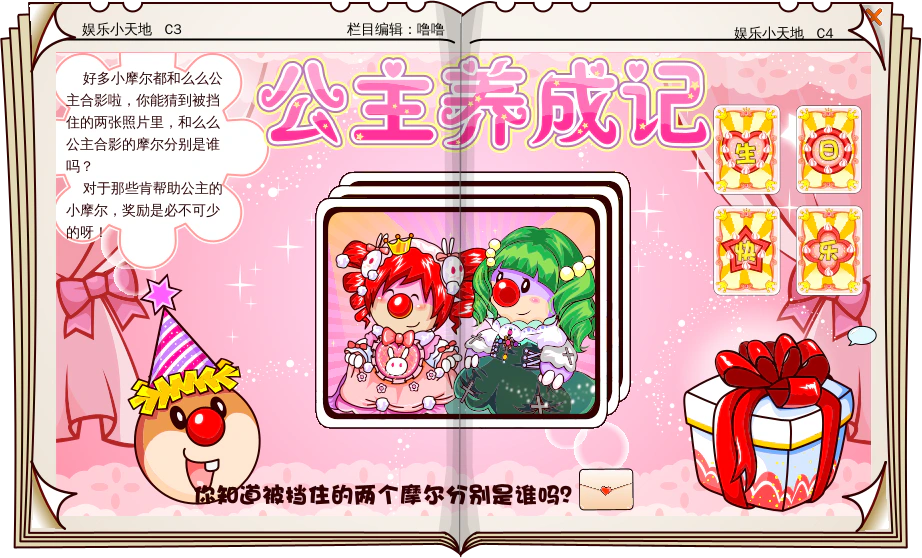 娱乐小天地 C3
栏目编辑：噜噜
娱乐小天地 C4
公主养成记
好多小摩尔都和么么公
主合影啦，你能猜到被挡
住的两张照片里，和么么
公主合影的摩尔分别是谁
吗？
对于那些肯帮助公主的
小摩尔，奖励是必不可少
的呀！
生
日
快
乐
你知道被挡住的两个摩尔分别是谁吗？